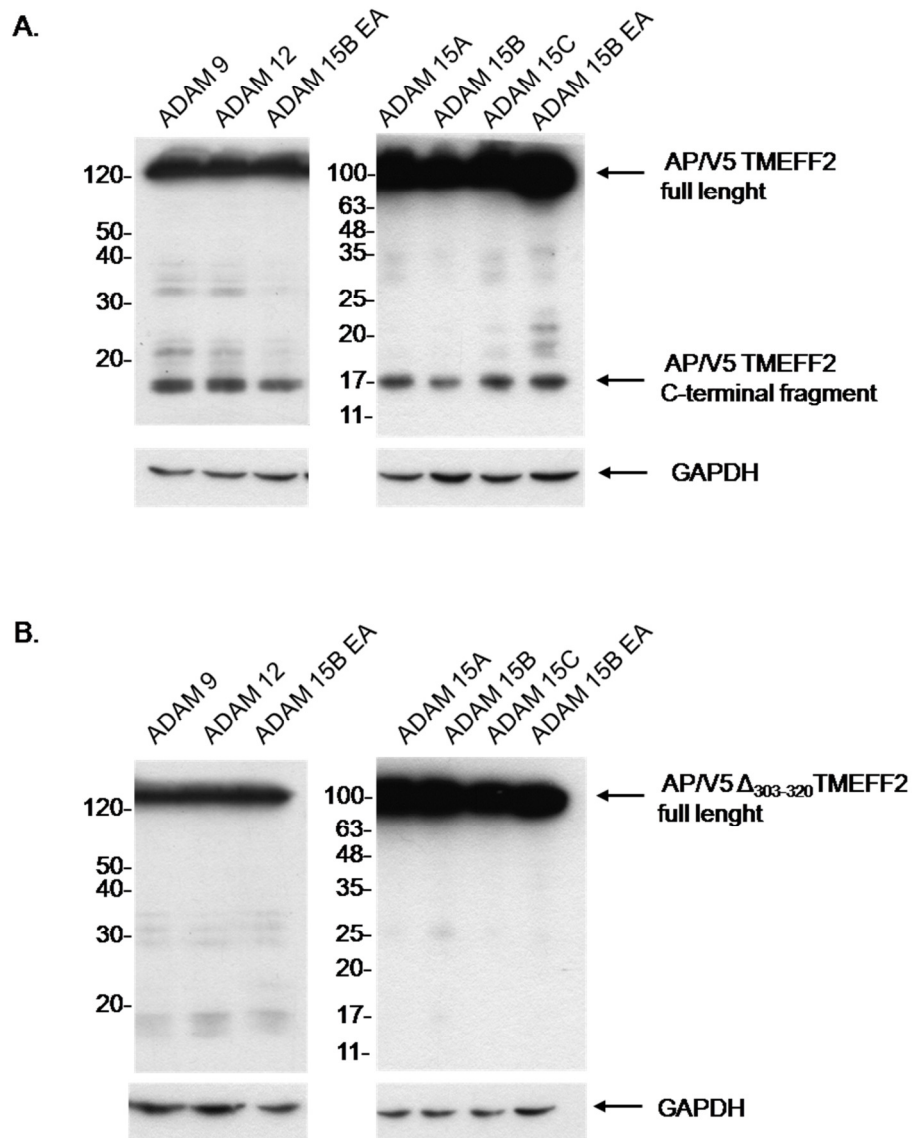 A.
ADAM 9
ADAM 12
ADAM 15B EA
ADAM 15A
ADAM 15B
ADAM 15C
ADAM 15B EA
120-
50-
40-
30-
20-
100-
63-
48-
35-
25-
20-
17-
11-
AP/V5 TMEFF2
full lenght
AP/V5 TMEFF2
C-terminal fragment
GAPDH
B.
ADAM 9
ADAM 12
ADAM 15B EA
ADAM 15A
ADAM 15B
ADAM 15C
ADAM 15B EA
120-
50-
40-
30-
20-
100-
63-
48-
35-
25-
20-
17-
11-
AP/V5 Δ303-320TMEFF2
full lenght
GAPDH